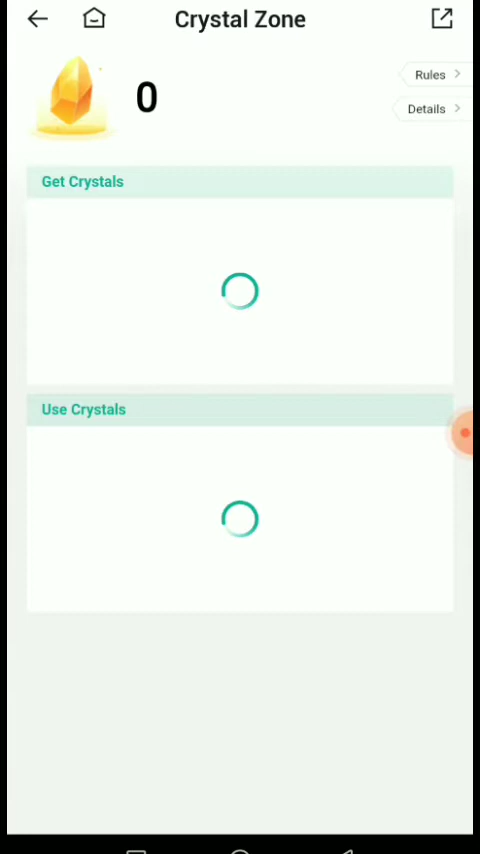 Crystal Zone
0
Rules
Details
Get Crystals
Use Crystals